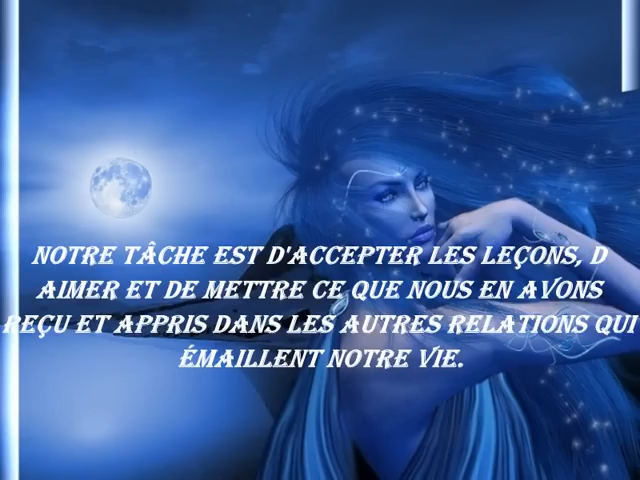 NOTRE TÂCHE EST D'ACCEPTER LES LEÇONS, D
AIMER ET DE METTRE CE QUE NOUS EN AVONS
REÇU ET APPRIS DANS LES AUTRES RELATIONS QUI
ÉMAILLENT NOTRE VIE.